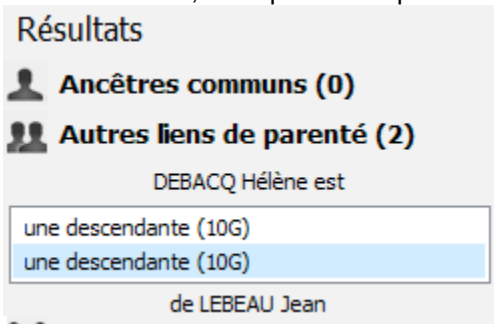 Résultats
Ancêtres communs (0)
Autres liens de parenté (2)
DEBACQ Hélène est
une descendante (10G)
une descendante (10G)
de LEBEAU Jean